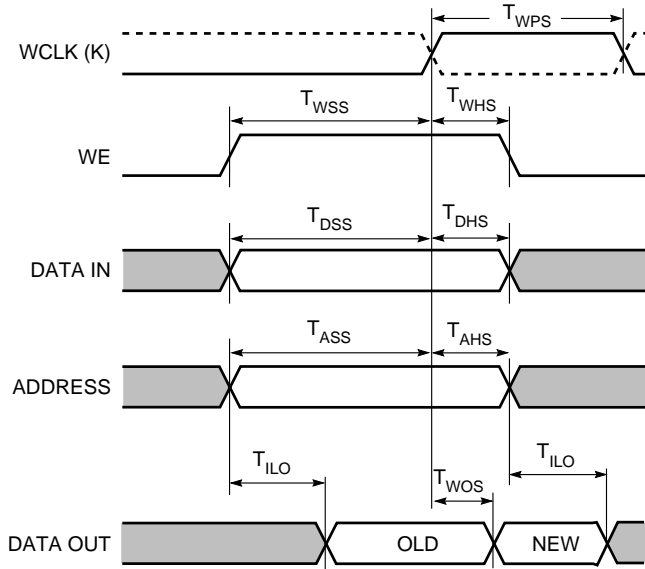 T_WPS
WCLK (K)
T_WSS T_WHS
WE
T_DSS T_DHS
DATA IN
T_ASS T_AHS
ADDRESS
T_ILO T_WOS T_ILO
DATA OUT OLD NEW